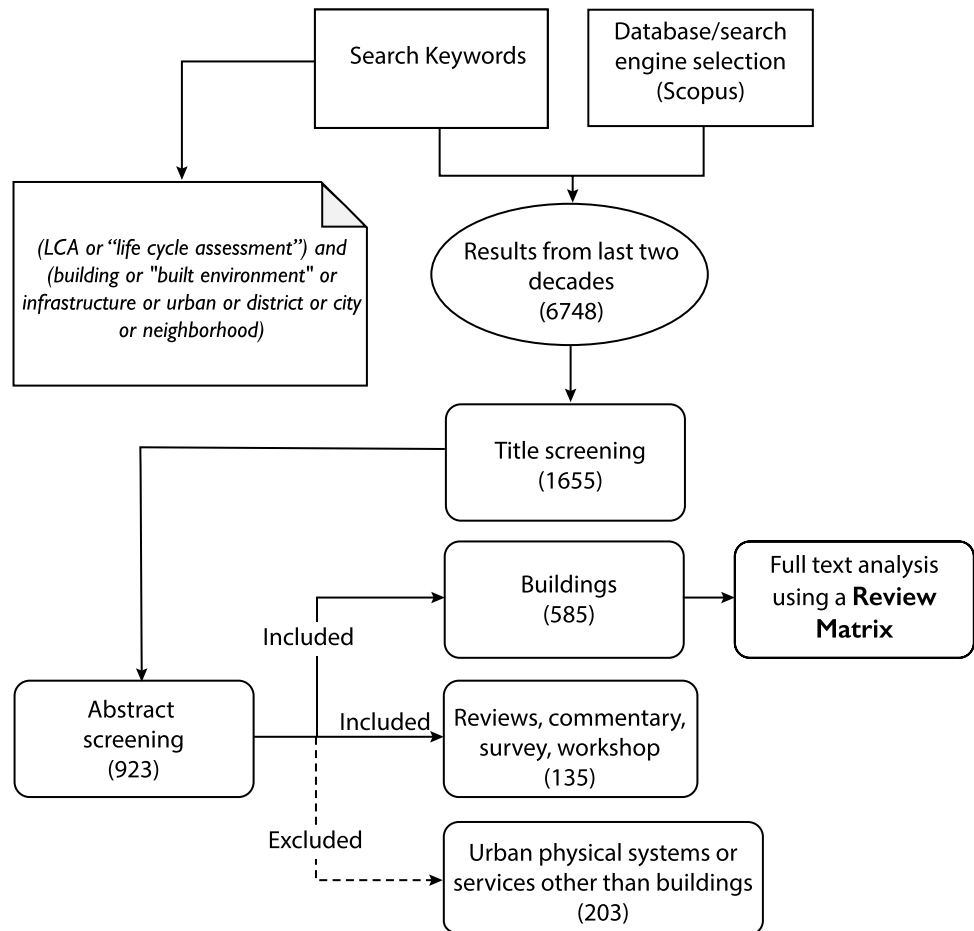 Search Keywords
Database/search
engine selection
(Scopus)
(LCA or “life cycle assessment”) and
(building or "built environment" or
infrastructure or urban or district or city
or neighborhood)
Results from last two
decades
(6748)
Title screening
(1655)
Buildings
(585)
Full text analysis
using a Review
Matrix
Included
Abstract
screening
(923)
Included
Reviews, commentary,
survey, workshop
(135)
Excluded
Urban physical systems or
services other than buildings
(203)